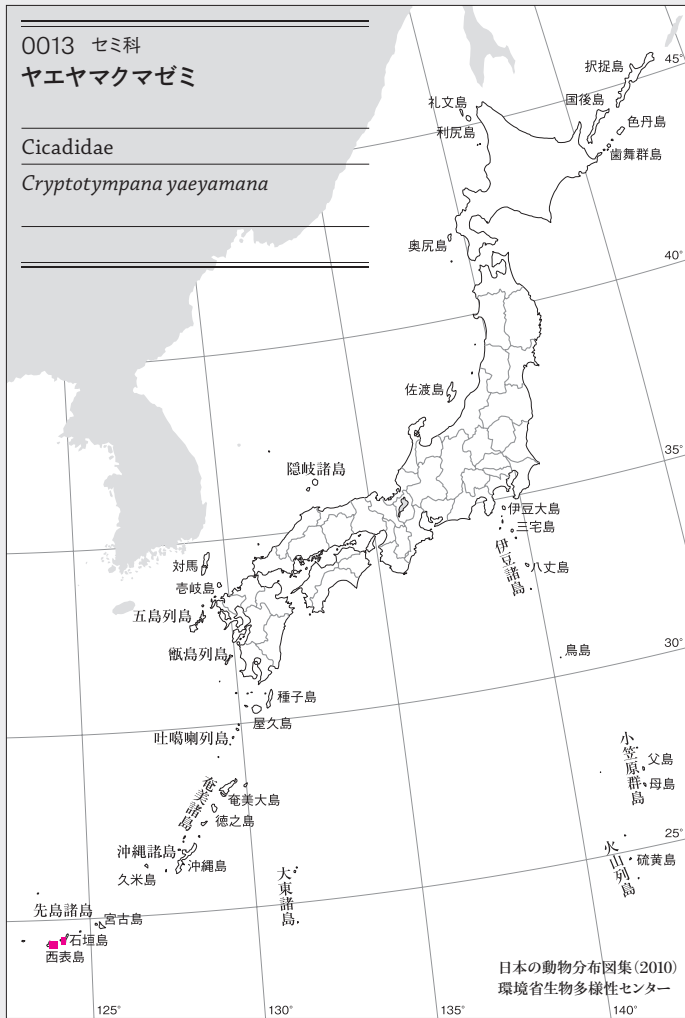 0013 セミ科
ヤエヤマクマゼミ
Cicadidae
Cryptotympana yaeyamana
45°
択捉島
国後島
礼文島
色丹島
利尻島
歯舞群島
奥尻島
40°
佐渡島
35°
隠岐諸島
伊豆大島
三宅島
伊豆諸島
八丈島
対馬
壱岐島
五島列島
甑島列島
鳥島
30°
種子島
屋久島
吐噶喇列島
小笠原群島
父島
母島
奄美諸島
奄美大島
徳之島
25°
沖縄諸島
沖縄島
久米島
火山列島
硫黄島
大東諸島
先島諸島
宮古島
石垣島
西表島
日本の動物分布図集(2010)
環境省生物多様性センター
125°
130°
135°
140°